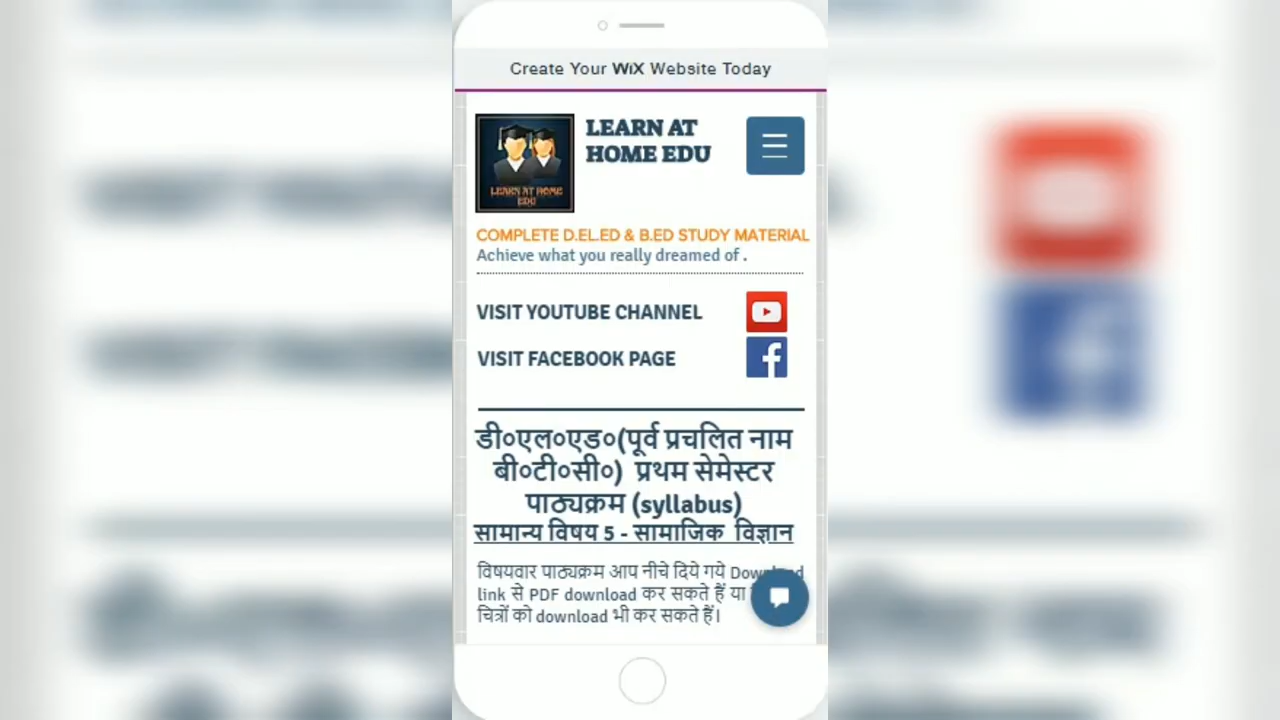 Create Your WiX Website Today
LEARN AT
HOME EDU
LEARN AT HOME
EDU
COMPLETE D.EL.ED & B.ED STUDY MATERIAL
Achieve what you really dreamed of .
VISIT YOUTUBE CHANNEL
VISIT FACEBOOK PAGE
डी०एल०एड०(पूर्व प्रचलित नाम
बी०टी०सी०) प्रथम सेमेस्टर
पाठ्यक्रम (syllabus)
सामान्य विषय 5 - सामाजिक विज्ञान
विषयवार पाठ्यक्रम आप नीचे दिये गये
link से PDF download कर सकते हैं या
चित्रों को download भी कर सकते हैं।